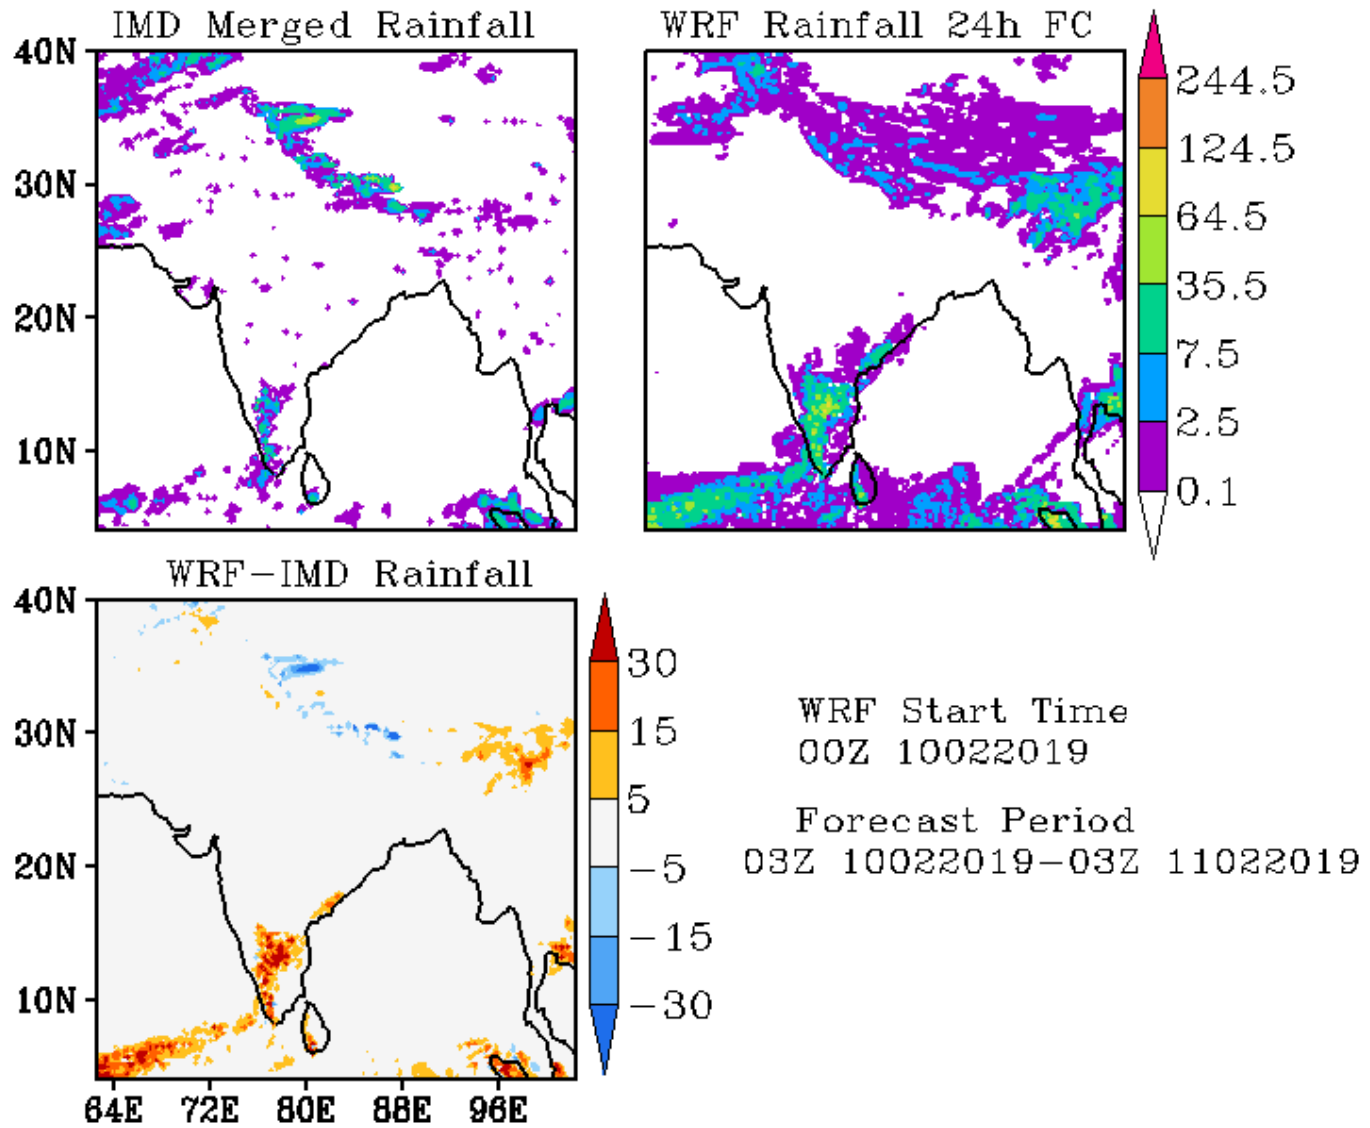 IMD Merged Rainfall
WRF Rainfall 24h FC
40N
30N
20N
10N
244.5
124.5
64.5
35.5
7.5
2.5
0.1
WRF-IMD Rainfall
40N
30N
20N
10N
64E 72E 80E 88E 96E
30
15
5
-5
-15
-30
WRF Start Time
00Z 10022019
Forecast Period
03Z 10022019-03Z 11022019